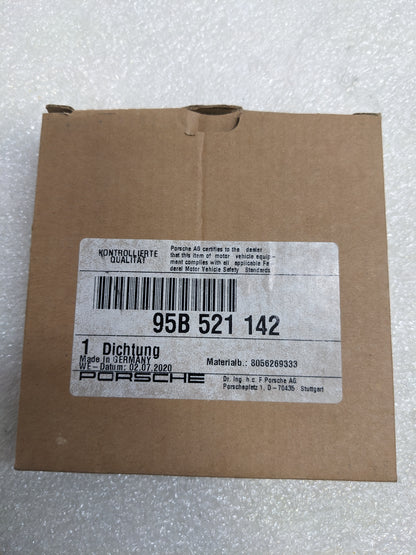 KONTROLLIERTE
QUALITÄT
Porsche AG certifies to the dealer
that this item of motor vehicle equip-
ment complies with all applicable Fe
deral Motor Vehicle Safety Standards
95B 521 142
1 Dichtung
Made in GERMANY
WE-Datum: 02.07.2020
Materialb.: 8056269333
PORSCHE
Dr. Ing. h.c. F Porsche AG
Porscheplatz 1, D-70435 Stuttgart